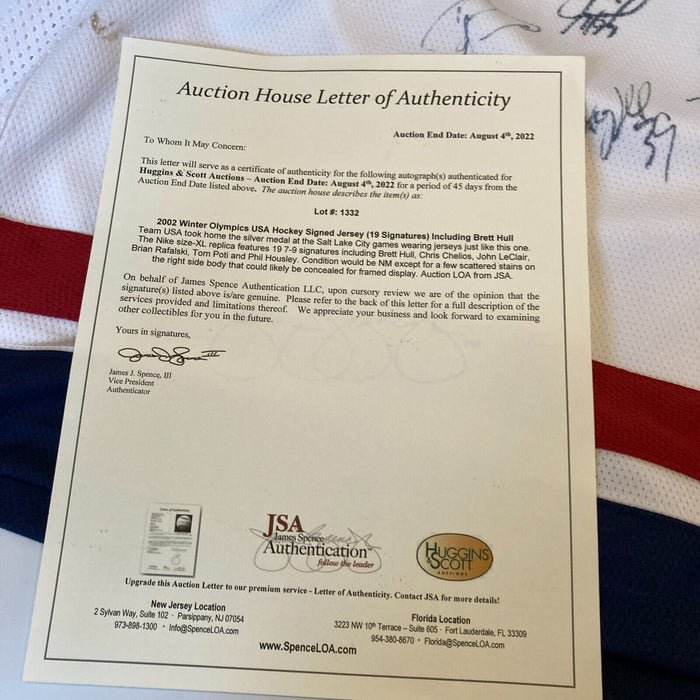 Auction House Letter of Authenticity
Auction End Date: August 4th, 2022
To Whom It May Concern:
This letter will serve as a certificate of authenticity for the following autograph(s) authenticated for
Huggins & Scott Auctions – Auction End Date: August 4th, 2022 for a period of 45 days from the
Auction End Date listed above. The auction house describes the item(s) as:
Lot #: 1332
2002 Winter Olympics USA Hockey Signed Jersey (19 Signatures) Including Brett Hull
Team USA took home the silver medal at the Salt Lake City games wearing jerseys just like this one.
The Nike size-XL replica features 19 7-9 signatures including Brett Hull, Chris Chelios, John LeClair,
Brian Rafalski, Tom Poti and Phil Housley. Condition would be NM except for a few scattered stains on
the right side body that could likely be concealed for framed display. Auction LOA from JSA.
On behalf of James Spence Authentication LLC, upon cursory review we are of the opinion that the
signature(s) listed above is/are genuine. Please refer to the back of this letter for a full description of the
services provided and limitations thereof. We appreciate your business and look forward to examining
other collectibles for you in the future.
Yours in signatures,
James J. Spence, III
Vice President
Authenticator
Letter of Authenticity
JSA
James Spence
Authentication™
follow the leader
HUGGINS
& SCOTT
AUCTIONS
Upgrade this Auction Letter to our premium service - Letter of Authenticity. Contact JSA for more details!
New Jersey Location
2 Sylvan Way, Suite 102 · Parsippany, NJ 07054
973-898-1300 · Info@SpenceLOA.com
Florida Location
3223 NW 10th Terrace – Suite 605 · Fort Lauderdale, FL 33309
954-380-8670 · Florida@SpenceLOA.com
www.SpenceLOA.com